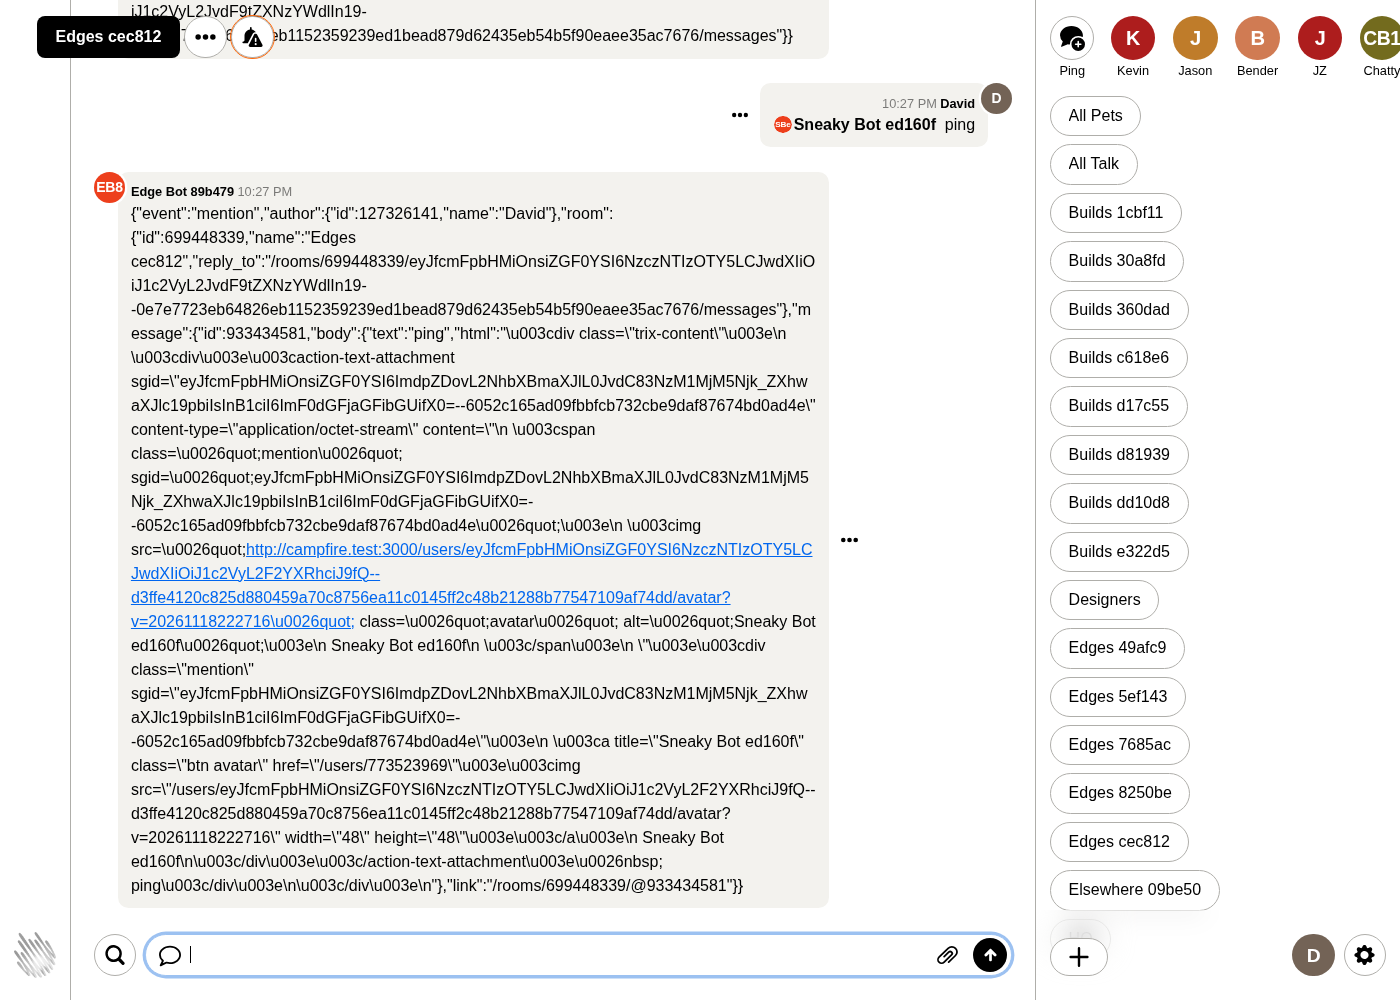 iJ1c2VyL2JvdF9tZXNzYWdlIn19-
eb1152359239ed1bead879d62435eb54b5f90eaee35ac7676/messages"}}
Edges cec812
10:27 PM David
D
SBe Sneaky Bot ed160f ping
EB8
Edge Bot 89b479 10:27 PM
{"event":"mention","author":{"id":127326141,"name":"David"},"room":
{"id":699448339,"name":"Edges
cec812","reply_to":"/rooms/699448339/eyJfcmFpbHMiOnsiZGF0YSI6NzczNTIzOTY5LCJwdXIiO
iJ1c2VyL2JvdF9tZXNzYWdlIn19-
-0e7e7723eb64826eb1152359239ed1bead879d62435eb54b5f90eaee35ac7676/messages"},"m
essage":{"id":933434581,"body":{"text":"ping","html":"\u003cdiv class=\"trix-content\"\u003e\n
\u003cdiv\u003e\u003caction-text-attachment
sgid=\"eyJfcmFpbHMiOnsiZGF0YSI6ImdpZDovL2NhbXBmaXJlL0JvdC83NzM1MjM5Njk_ZXhw
aXJlc19pbiIsInB1ciI6ImF0dGFjaGFibGUifX0=--6052c165ad09fbbfcb732cbe9daf87674bd0ad4e\"
content-type=\"application/octet-stream\" content=\"\n \u003cspan
class=\u0026quot;mention\u0026quot;
sgid=\u0026quot;eyJfcmFpbHMiOnsiZGF0YSI6ImdpZDovL2NhbXBmaXJlL0JvdC83NzM1MjM5
Njk_ZXhwaXJlc19pbiIsInB1ciI6ImF0dGFjaGFibGUifX0=-
-6052c165ad09fbbfcb732cbe9daf87674bd0ad4e\u0026quot;\u003e\n \u003cimg
src=\u0026quot;http://campfire.test:3000/users/eyJfcmFpbHMiOnsiZGF0YSI6NzczNTIzOTY5LC
JwdXIiOiJ1c2VyL2F2YXRhciJ9fQ--
d3ffe4120c825d880459a70c8756ea11c0145ff2c48b21288b77547109af74dd/avatar?
v=20261118222716\u0026quot; class=\u0026quot;avatar\u0026quot; alt=\u0026quot;Sneaky Bot
ed160f\u0026quot;\u003e\n Sneaky Bot ed160f\n \u003c/span\u003e\n \"\u003e\u003cdiv
class=\"mention\"
sgid=\"eyJfcmFpbHMiOnsiZGF0YSI6ImdpZDovL2NhbXBmaXJlL0JvdC83NzM1MjM5Njk_ZXhw
aXJlc19pbiIsInB1ciI6ImF0dGFjaGFibGUifX0=-
-6052c165ad09fbbfcb732cbe9daf87674bd0ad4e\"\u003e\n \u003ca title=\"Sneaky Bot ed160f\"
class=\"btn avatar\" href=\"/users/773523969\"\u003e\u003cimg
src=\"/users/eyJfcmFpbHMiOnsiZGF0YSI6NzczNTIzOTY5LCJwdXIiOiJ1c2VyL2F2YXRhciJ9fQ--
d3ffe4120c825d880459a70c8756ea11c0145ff2c48b21288b77547109af74dd/avatar?
v=20261118222716\" width=\"48\" height=\"48\"\u003e\u003c/a\u003e\n Sneaky Bot
ed160f\n\u003c/div\u003e\u003c/action-text-attachment\u003e\u0026nbsp;
ping\u003c/div\u003e\n\u003c/div\u003e\n"},"link":"/rooms/699448339/@933434581"}}
K J B J CB1
Ping Kevin Jason Bender JZ Chatty
All Pets
All Talk
Builds 1cbf11
Builds 30a8fd
Builds 360dad
Builds c618e6
Builds d17c55
Builds d81939
Builds dd10d8
Builds e322d5
Designers
Edges 49afc9
Edges 5ef143
Edges 7685ac
Edges 8250be
Edges cec812
Elsewhere 09be50
HQ
D